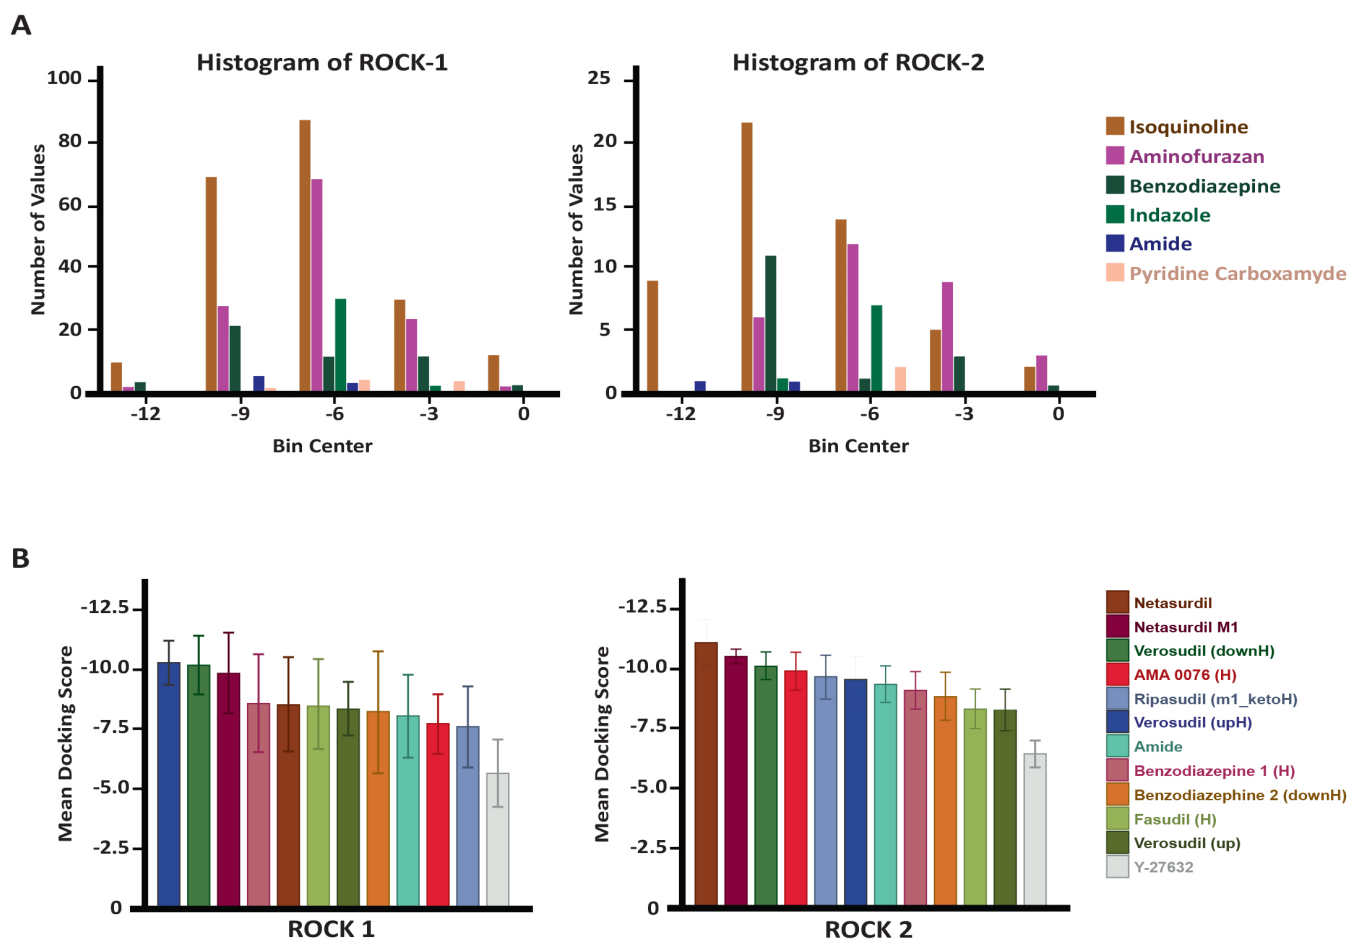 A
Histogram of ROCK-1
Number of Values
100
80
60
40
20
0
-12
-9
-6
-3
0
Bin Center
Histogram of ROCK-2
Number of Values
25
20
15
10
5
0
-12
-9
-6
-3
0
Bin Center
Isoquinoline
Aminofurazan
Benzodiazepine
Indazole
Amide
Pyridine Carboxamyde
B
Mean Docking Score
-12.5
-10.0
-7.5
-5.0
-2.5
0
ROCK 1
Mean Docking Score
-12.5
-10.0
-7.5
-5.0
-2.5
0
ROCK 2
Netasurdil
Netasurdil M1
Verosudil (downH)
AMA 0076 (H)
Ripasudil (m1_ketoH)
Verosudil (upH)
Amide
Benzodiazepine 1 (H)
Benzodiazephine 2 (downH)
Fasudil (H)
Verosudil (up)
Y-27632